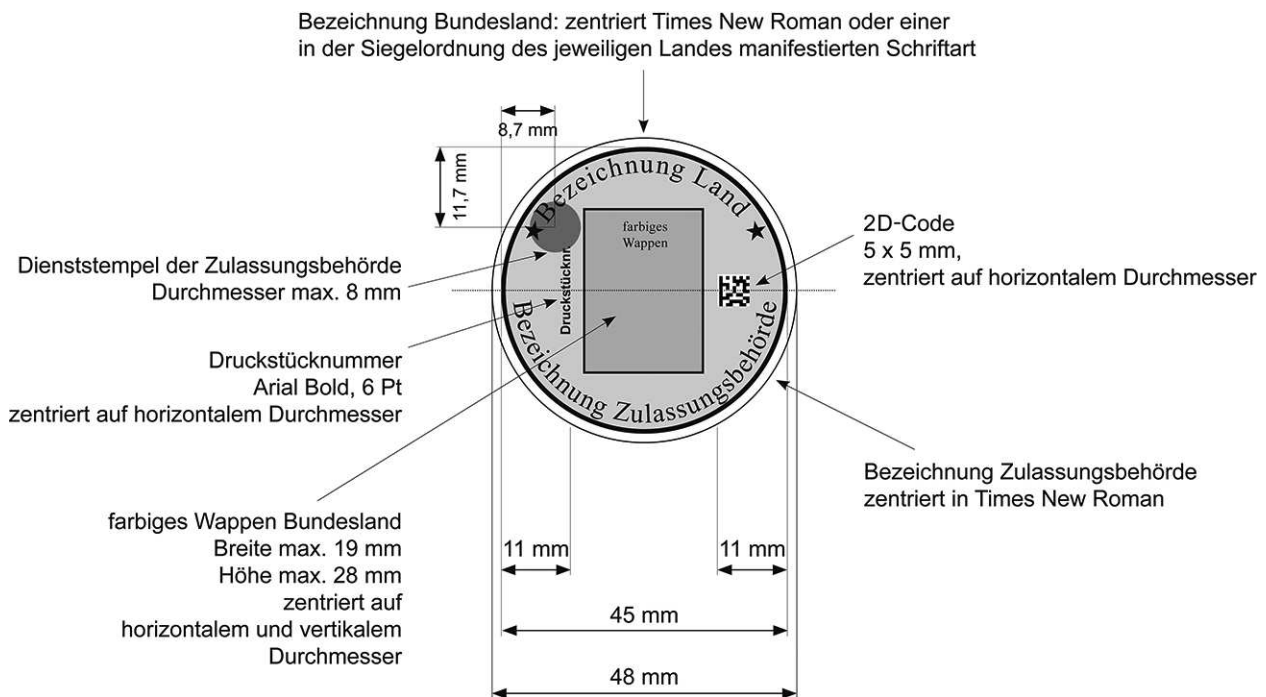 Bezeichnung Bundesland: zentriert Times New Roman oder einer
in der Siegelordnung des jeweiligen Landes manifestierten Schriftart
8,7 mm
11,7 mm
Bezeichnung Land
farbiges
Wappen
Druckstücknr.
Bezeichnung Zulassungsbehörde
2D-Code
5 x 5 mm,
zentriert auf horizontalem Durchmesser
Dienststempel der Zulassungsbehörde
Durchmesser max. 8 mm
Druckstücknummer
Arial Bold, 6 Pt
zentriert auf horizontalem Durchmesser
Bezeichnung Zulassungsbehörde
zentriert in Times New Roman
farbiges Wappen Bundesland
Breite max. 19 mm
Höhe max. 28 mm
zentriert auf
horizontalem und vertikalem
Durchmesser
11 mm
11 mm
45 mm
48 mm